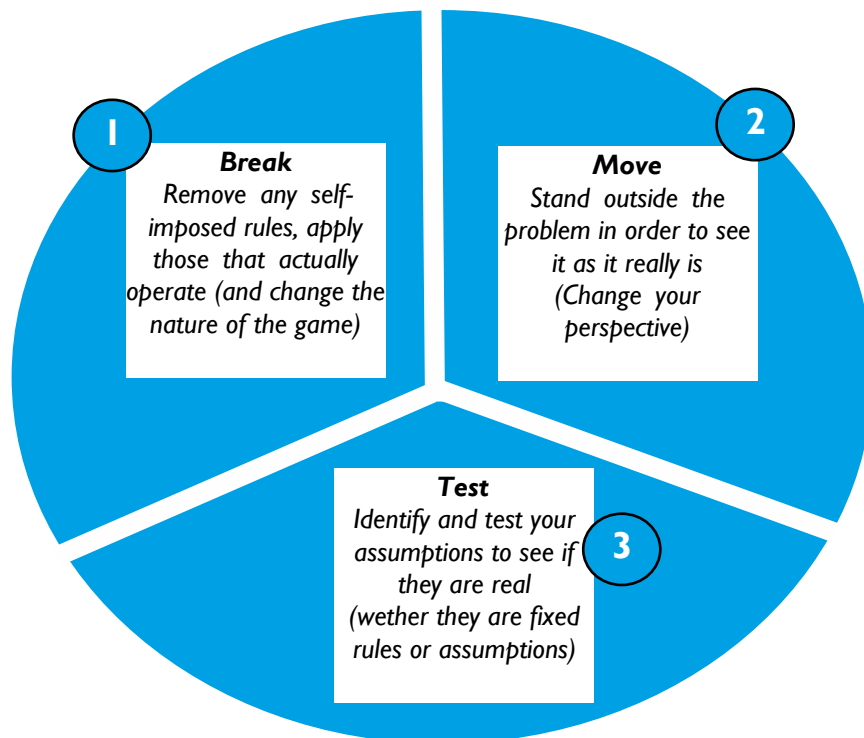 1
Break
Remove any self-
imposed rules, apply
those that actually
operate (and change the
nature of the game)
2
Move
Stand outside the
problem in order to see
it as it really is
(Change your
perspective)
Test
Identify and test your
assumptions to see if
they are real
(wether they are fixed
rules or assumptions)
3